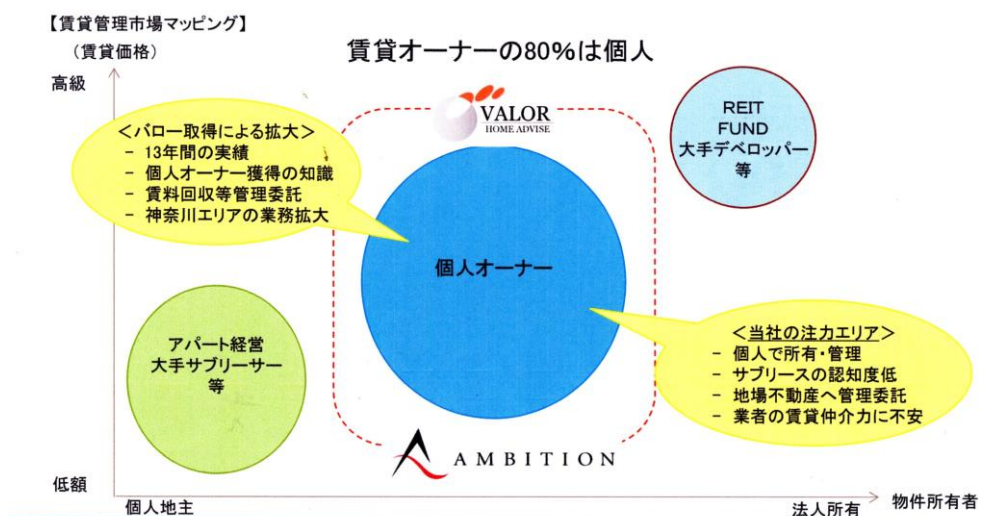 【賃貸管理市場マッピング】
(賃貸価格)
賃貸オーナーの80%は個人
高級
VALOR
HOME ADVISE
REIT
FUND
大手デベロッパー
等
<バロー取得による拡大>
- 13年間の実績
- 個人オーナー獲得の知識
- 賃料回収等管理委託
- 神奈川エリアの業務拡大
個人オーナー
アパート経営
大手サブリーサー
等
<当社の注力エリア>
- 個人で所有・管理
- サブリースの認知度低
- 地場不動産へ管理委託
- 業者の賃貸仲介力に不安
AMBITION
低額
個人地主
法人所有
物件所有者